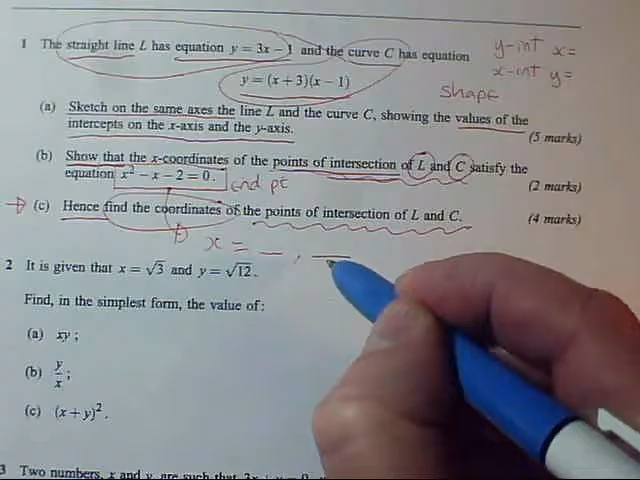 1 The straight line L has equation y = 3x − 1 and the curve C has equation
y-int x =
x-int y =
y = (x + 3)(x − 1)
shape
(a) Sketch on the same axes the line L and the curve C, showing the values of the
intercepts on the x-axis and the y-axis.
(5 marks)
(b) Show that the x-coordinates of the points of intersection of L and C satisfy the
equation x² − x − 2 = 0.
end pt
(2 marks)
(c) Hence find the coordinates of the points of intersection of L and C.
(4 marks)
x = _ , _
2 It is given that x = √3 and y = √12.
Find, in the simplest form, the value of:
(a) xy ;
(b) y/x ;
(c) (x + y)².
3 Two numbers, x and y, are such that 3x + y = 9,